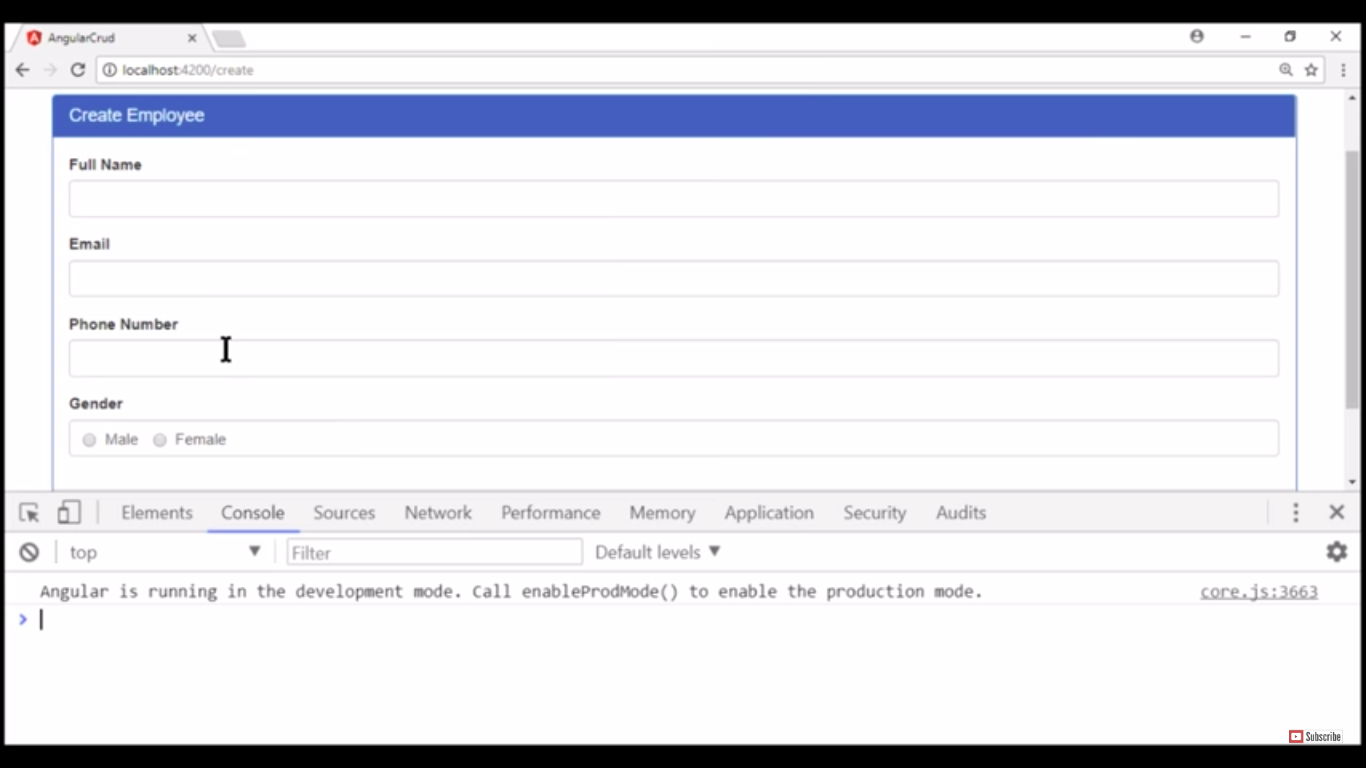 AngularCrud
localhost:4200/create
Create Employee
Full Name
Email
Phone Number
Gender
Male Female
Elements Console Sources Network Performance Memory Application Security Audits
top Filter Default levels
Angular is running in the development mode. Call enableProdMode() to enable the production mode. core.js:3663
Subscribe